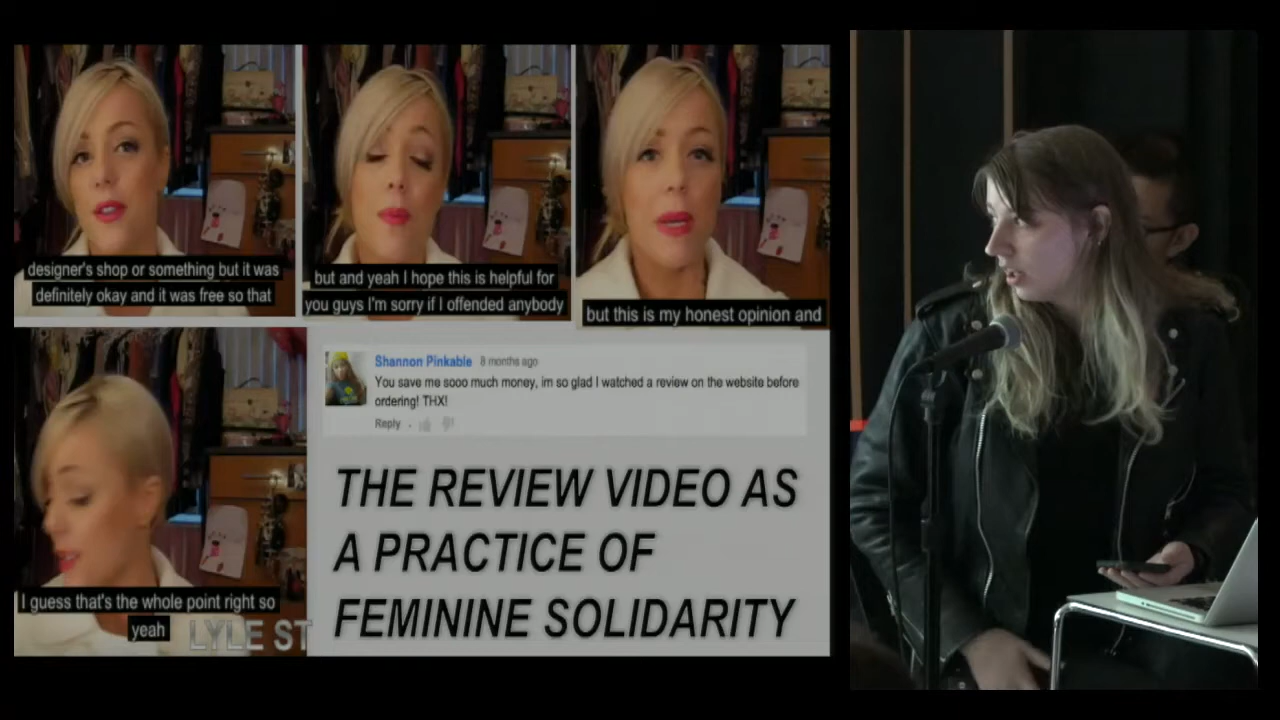 designer's shop or something but it was
definitely okay and it was free so that
but and yeah I hope this is helpful for
you guys I'm sorry if I offended anybody
but this is my honest opinion and
I guess that's the whole point right so
yeah
LYLE ST
Shannon Pinkable 8 months ago
You save me sooo much money, im so glad I watched a review on the website before
ordering! THX!
Reply
THE REVIEW VIDEO AS
A PRACTICE OF
FEMININE SOLIDARITY